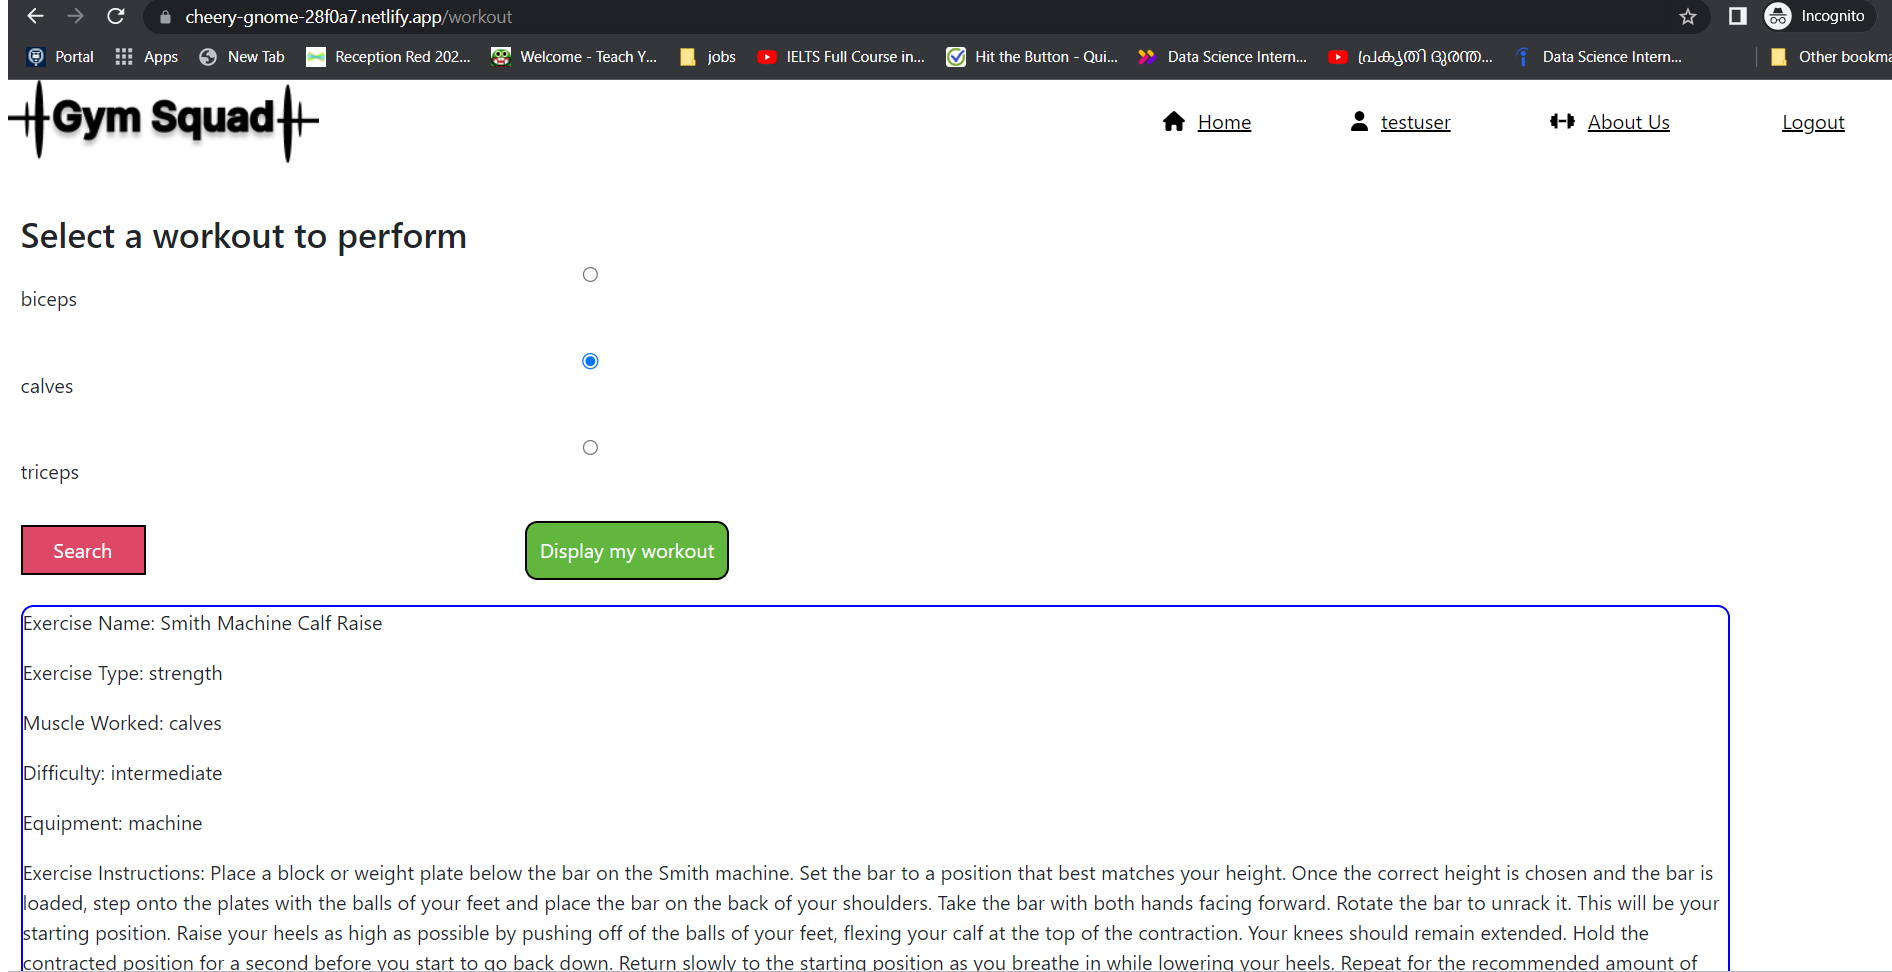 cheery-gnome-28f0a7.netlify.app/workout
Incognito
Portal Apps New Tab Reception Red 202... Welcome - Teach Y... jobs IELTS Full Course in... Hit the Button - Qui... Data Science Intern... പ്രകൃതി ദുരന്ത... Data Science Intern... Other bookma
Gym Squad
Home testuser About Us Logout
Select a workout to perform
biceps
calves
triceps
Search Display my workout
Exercise Name: Smith Machine Calf Raise
Exercise Type: strength
Muscle Worked: calves
Difficulty: intermediate
Equipment: machine
Exercise Instructions: Place a block or weight plate below the bar on the Smith machine. Set the bar to a position that best matches your height. Once the correct height is chosen and the bar is
loaded, step onto the plates with the balls of your feet and place the bar on the back of your shoulders. Take the bar with both hands facing forward. Rotate the bar to unrack it. This will be your
starting position. Raise your heels as high as possible by pushing off of the balls of your feet, flexing your calf at the top of the contraction. Your knees should remain extended. Hold the
contracted position for a second before you start to go back down. Return slowly to the starting position as you breathe in while lowering your heels. Repeat for the recommended amount of